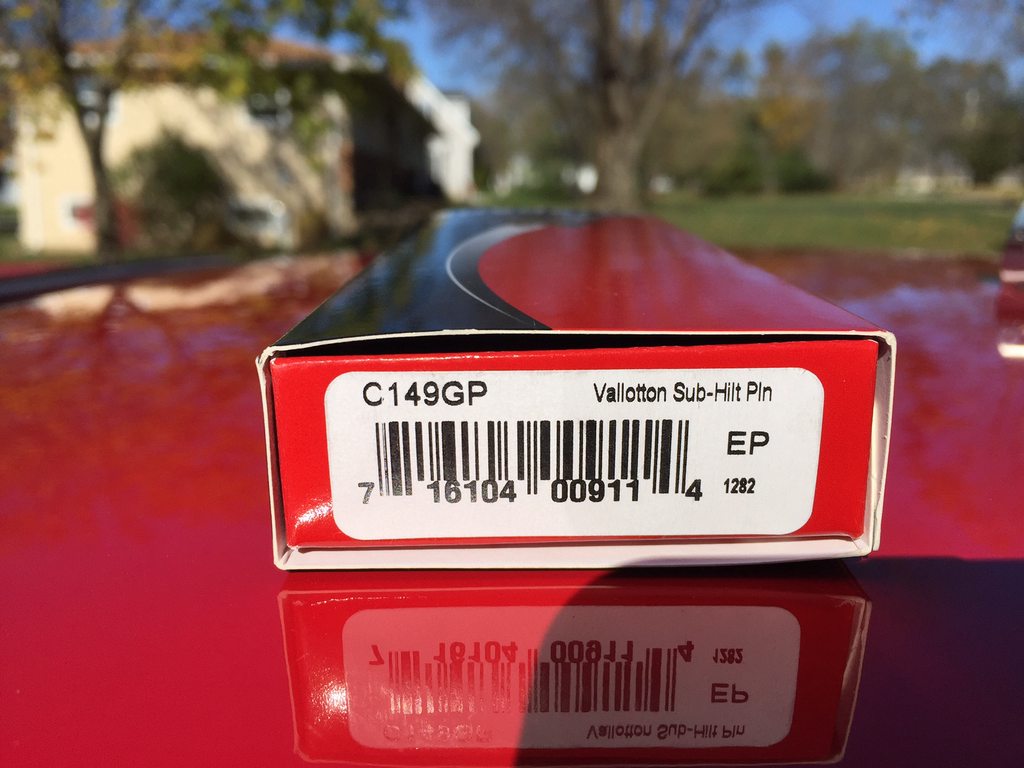 C149GP Vallotton Sub-Hilt Pln
EP
7 16104 00911 4 1282